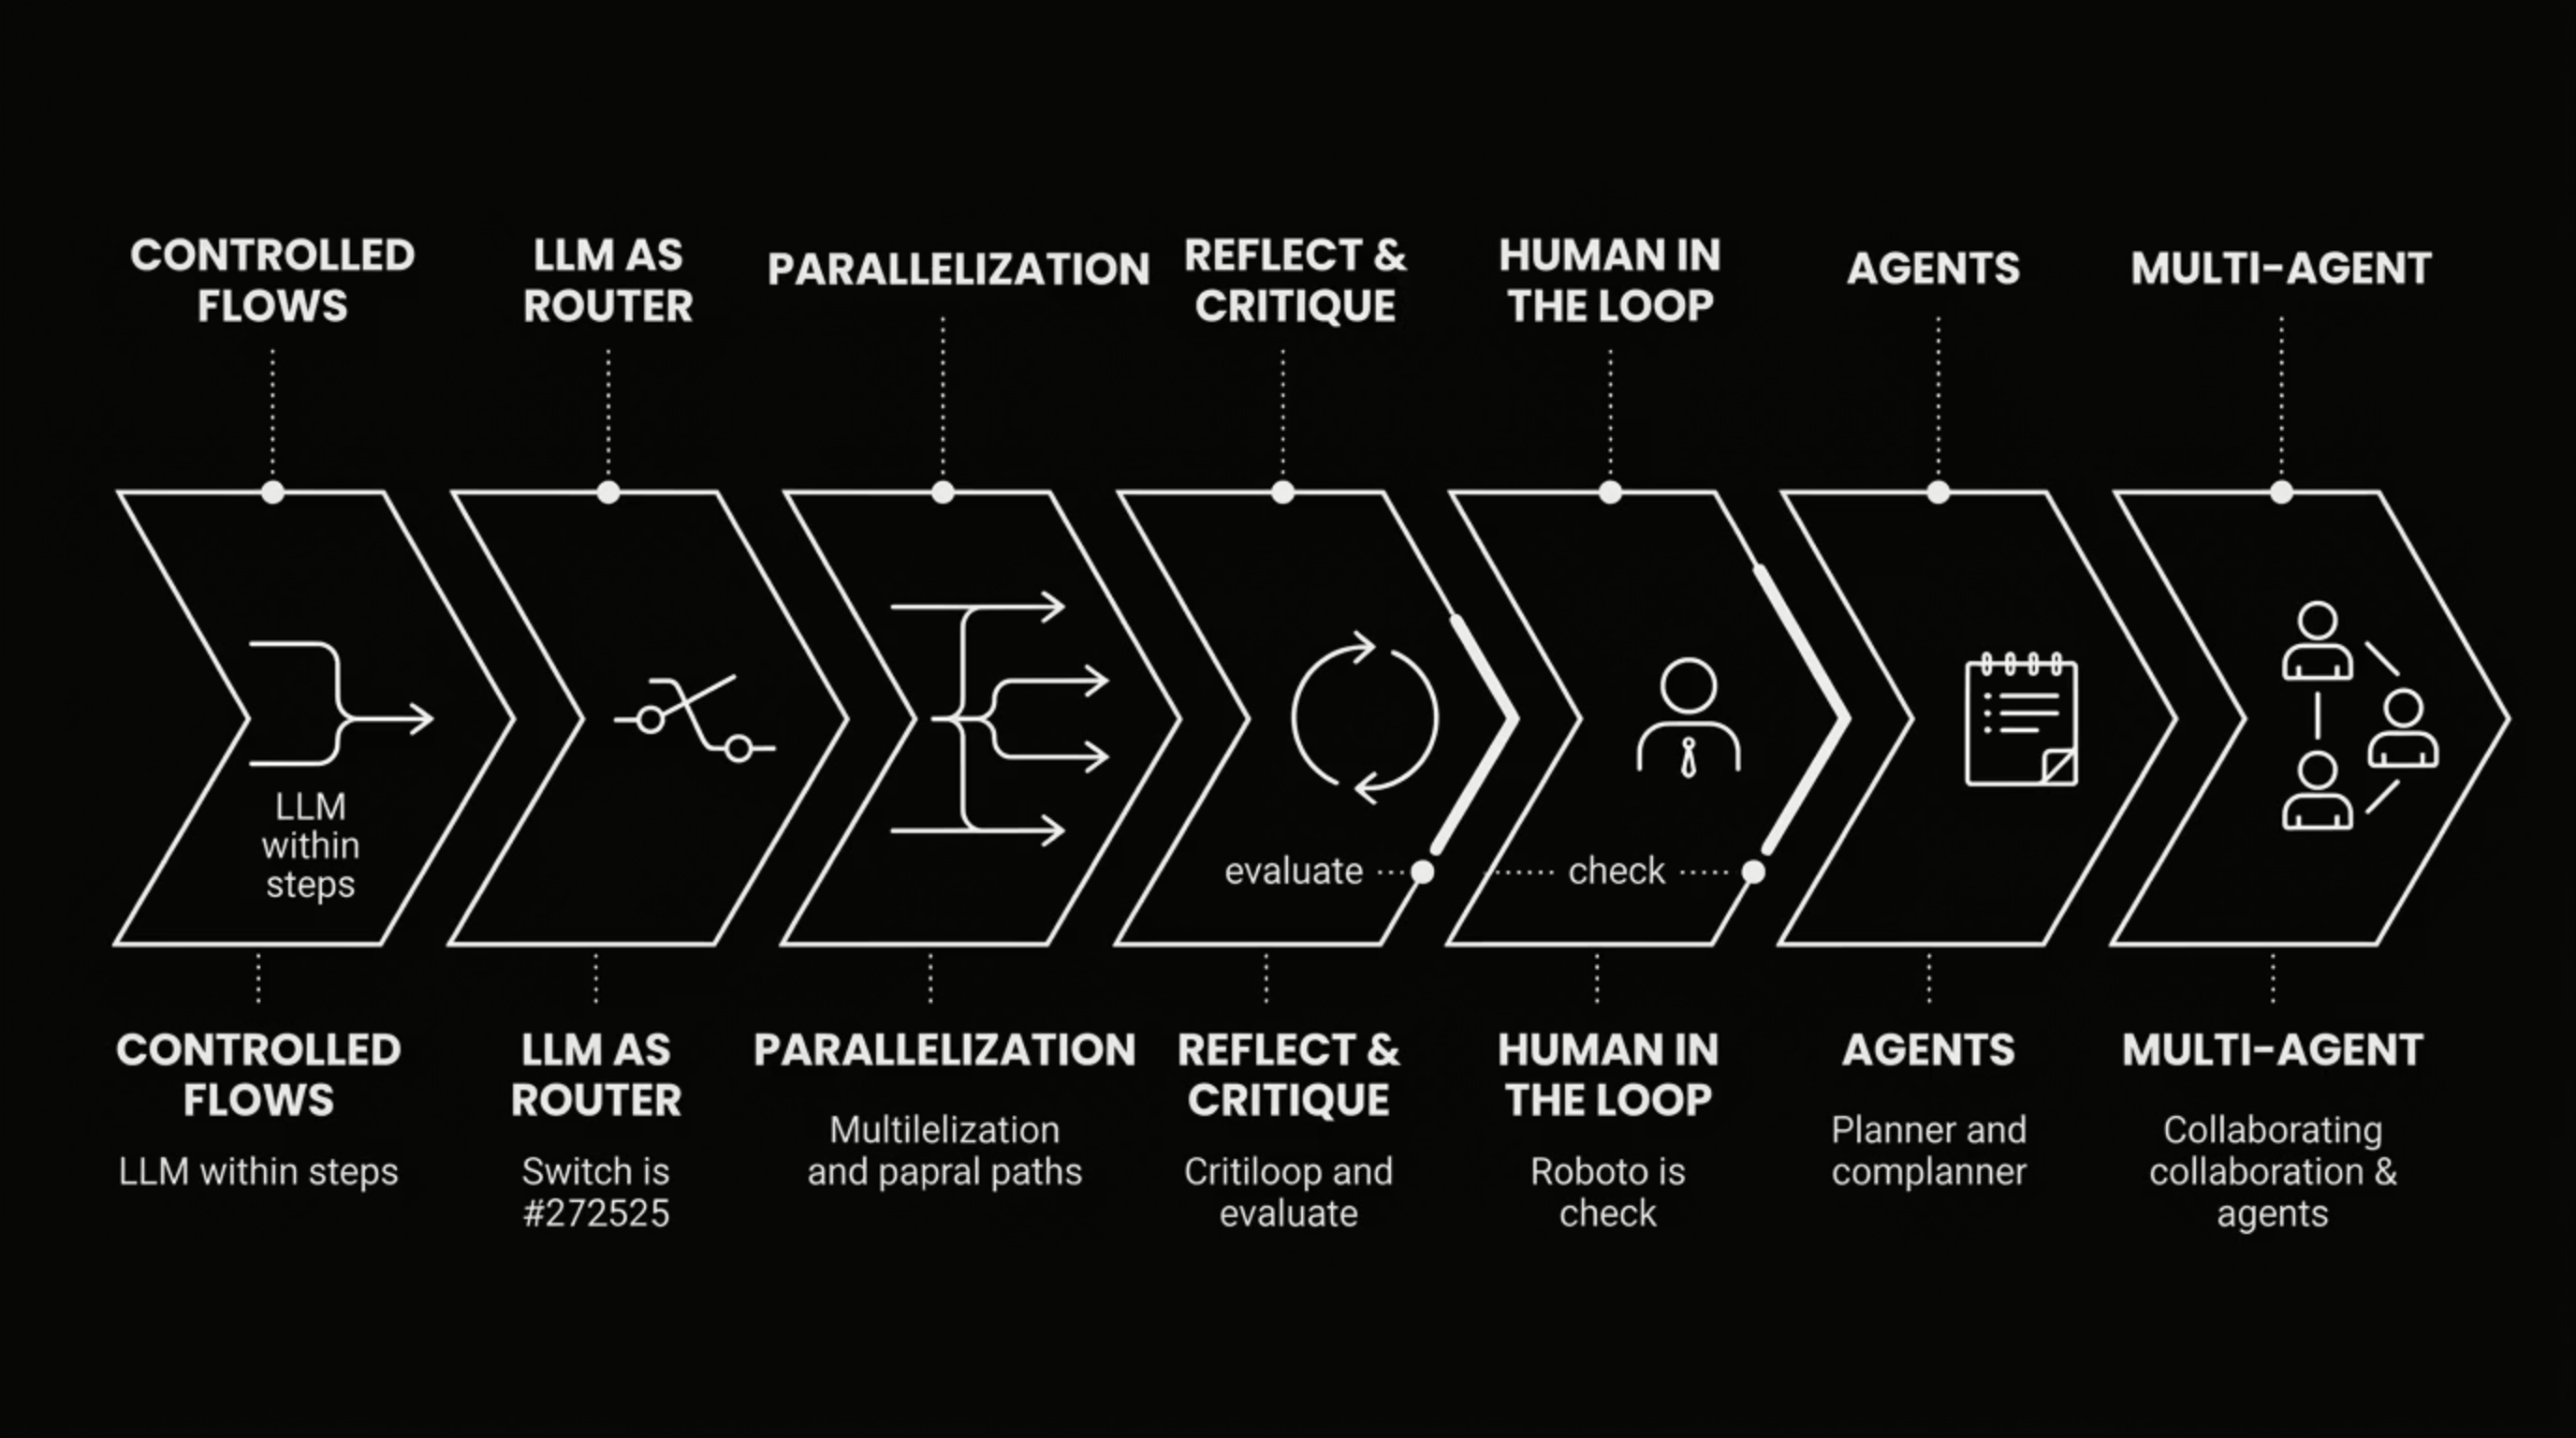 CONTROLLED
FLOWS
LLM AS
ROUTER
PARALLELIZATION
REFLECT &
CRITIQUE
HUMAN IN
THE LOOP
AGENTS
MULTI-AGENT
LLM
within
steps
evaluate
check
CONTROLLED
FLOWS
LLM within steps
LLM AS
ROUTER
Switch is
#272525
PARALLELIZATION
Multilelization
and papral paths
REFLECT &
CRITIQUE
Critiloop and
evaluate
HUMAN IN
THE LOOP
Roboto is
check
AGENTS
Planner and
complanner
MULTI-AGENT
Collaborating
collaboration &
agents